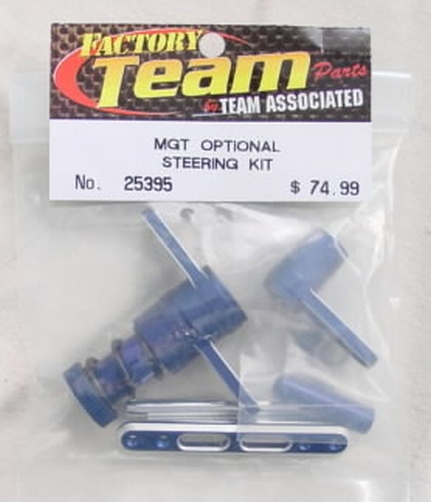 FACTORY
Team Parts
by TEAM ASSOCIATED
MGT OPTIONAL
STEERING KIT
No. 25395 $ 74.99